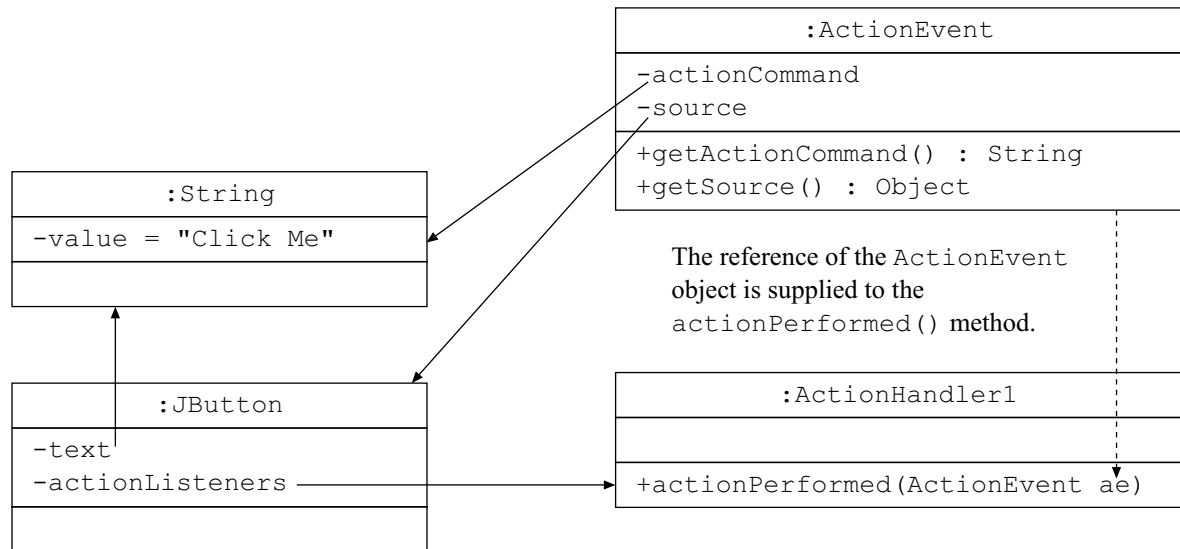 :ActionEvent
-actionCommand
-source
+getActionCommand() : String
+getSource() : Object
:String
-value = "Click Me"
The reference of the ActionEvent
object is supplied to the
actionPerformed() method.
:JButton
-text
-actionListeners
:ActionHandler1
+actionPerformed(ActionEvent ae)